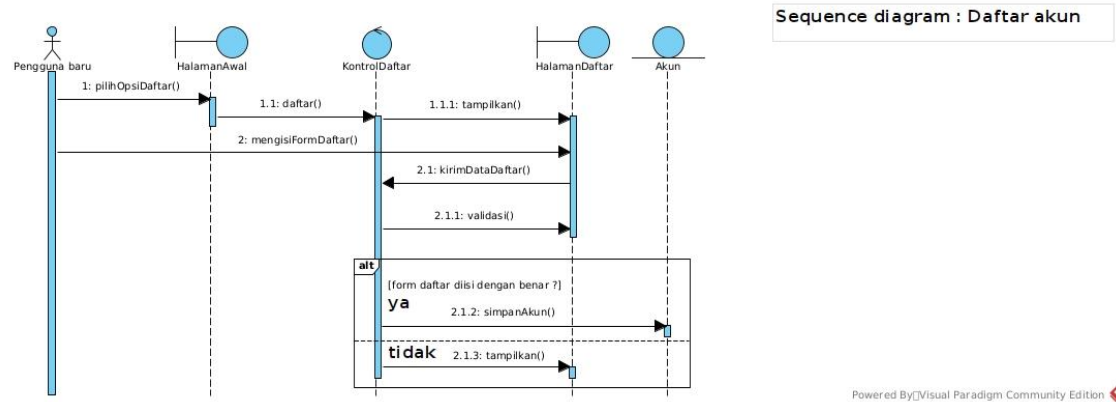 Sequence diagram : Daftar akun
Pengguna baru
HalamanAwal
KontrolDaftar
HalamanDaftar
Akun
1: pilihOpsiDaftar()
1.1: daftar()
1.1.1: tampilkan()
2: mengisiFormDaftar()
2.1: kirimDataDaftar()
2.1.1: validasi()
alt
[form daftar diisi dengan benar ?]
ya
2.1.2: simpanAkun()
tidak
2.1.3: tampilkan()
Powered By Visual Paradigm Community Edition